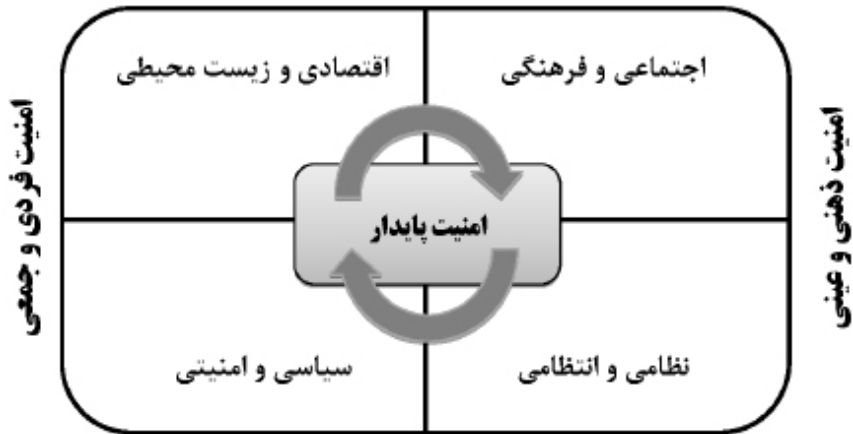 اجتماعی و فرهنگی
اقتصادی و زیست محیطی
امنیت ذهنی و عینی
امنیت پایدار
امنیت فردی و جمعی
نظامی و انتظامی
سیاسی و امنیتی